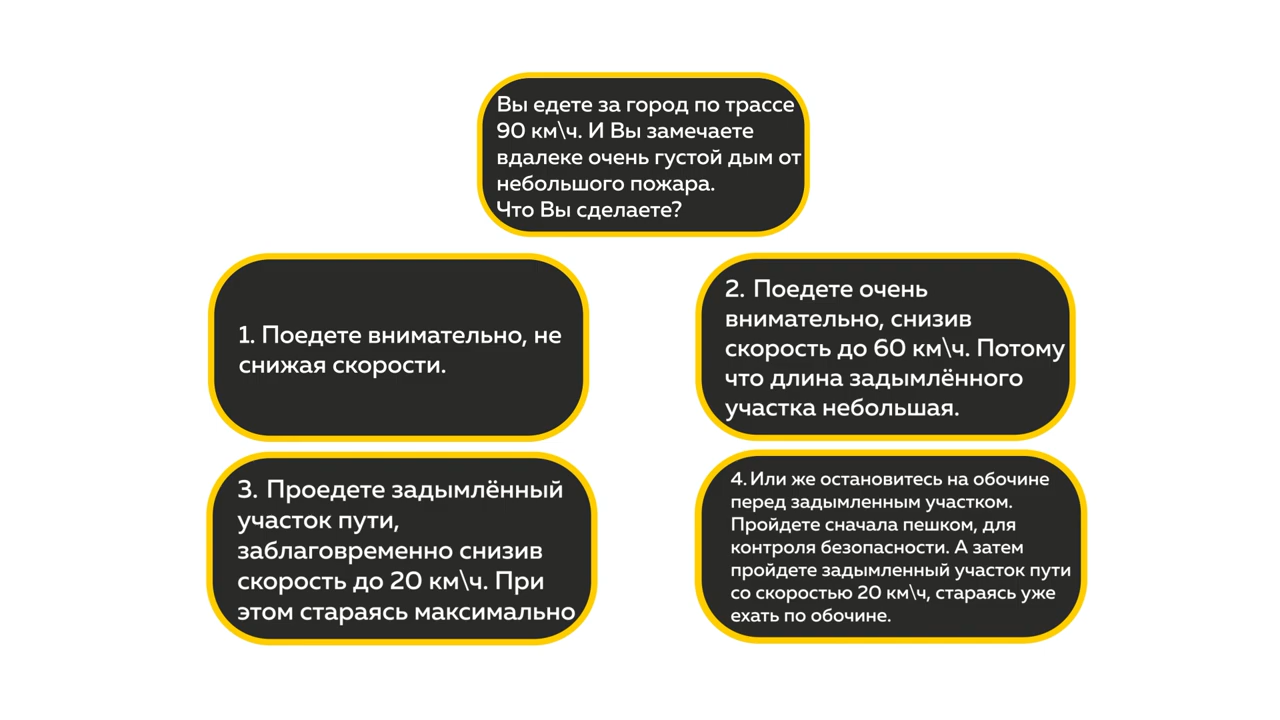 Вы едете за город по трассе
90 км\ч. И Вы замечаете
вдалеке очень густой дым от
небольшого пожара.
Что Вы сделаете?
1. Поедете внимательно, не
снижая скорости.
2. Поедете очень
внимательно, снизив
скорость до 60 км\ч. Потому
что длина задымлённого
участка небольшая.
3. Проедете задымлённый
участок пути,
заблаговременно снизив
скорость до 20 км\ч. При
этом стараясь максимально
4. Или же остановитесь на обочине
перед задымленным участком.
Пройдете сначала пешком, для
контроля безопасности. А затем
пройдете задымленный участок пути
со скоростью 20 км\ч, стараясь уже
ехать по обочине.